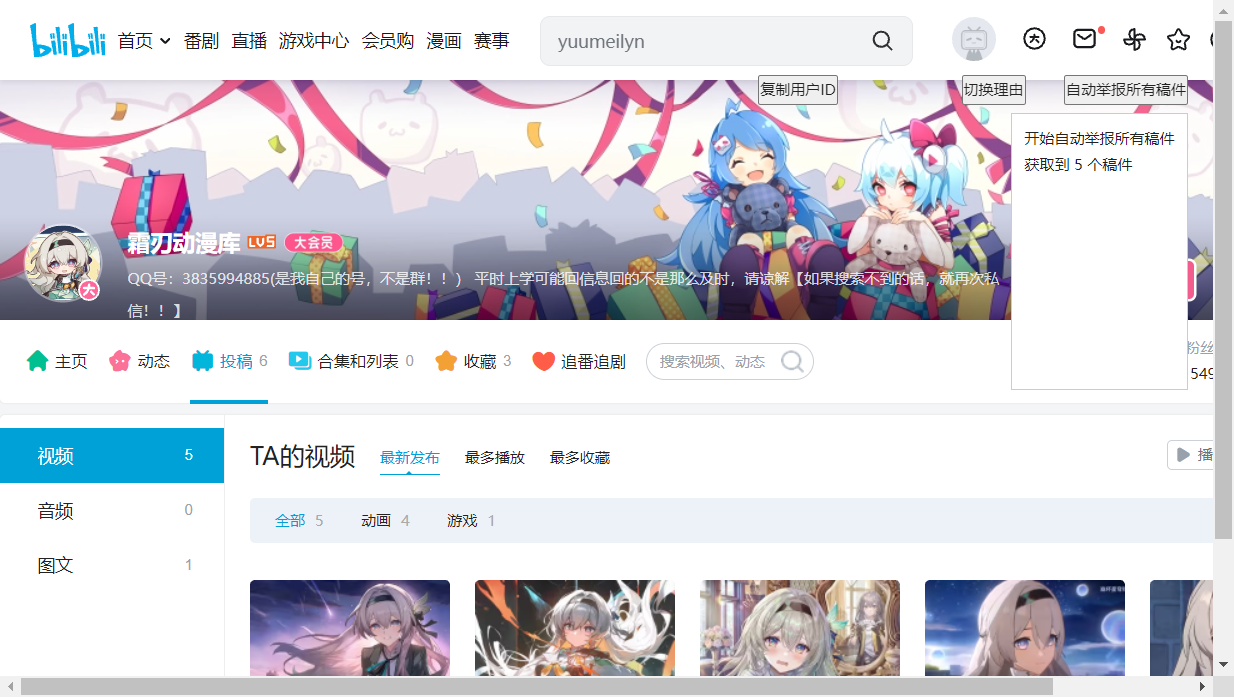 bilibili 首页 番剧 直播 游戏中心 会员购 漫画 赛事 yuumeilyn
复制用户ID 切换理由 自动举报所有稿件
开始自动举报所有稿件
获取到 5 个稿件
霜刃动漫库 LV5 大会员
QQ号：3835994885(是我自己的号，不是群！！) 平时上学可能回信息回的不是那么及时，请谅解【如果搜索不到的话，就再次私
信！！】
大
主页 动态 投稿 6 合集和列表 0 收藏 3 追番追剧 搜索视频、动态
粉丝
549
视频 5
音频 0
图文 1
TA的视频 最新发布 最多播放 最多收藏 播
全部 5 动画 4 游戏 1